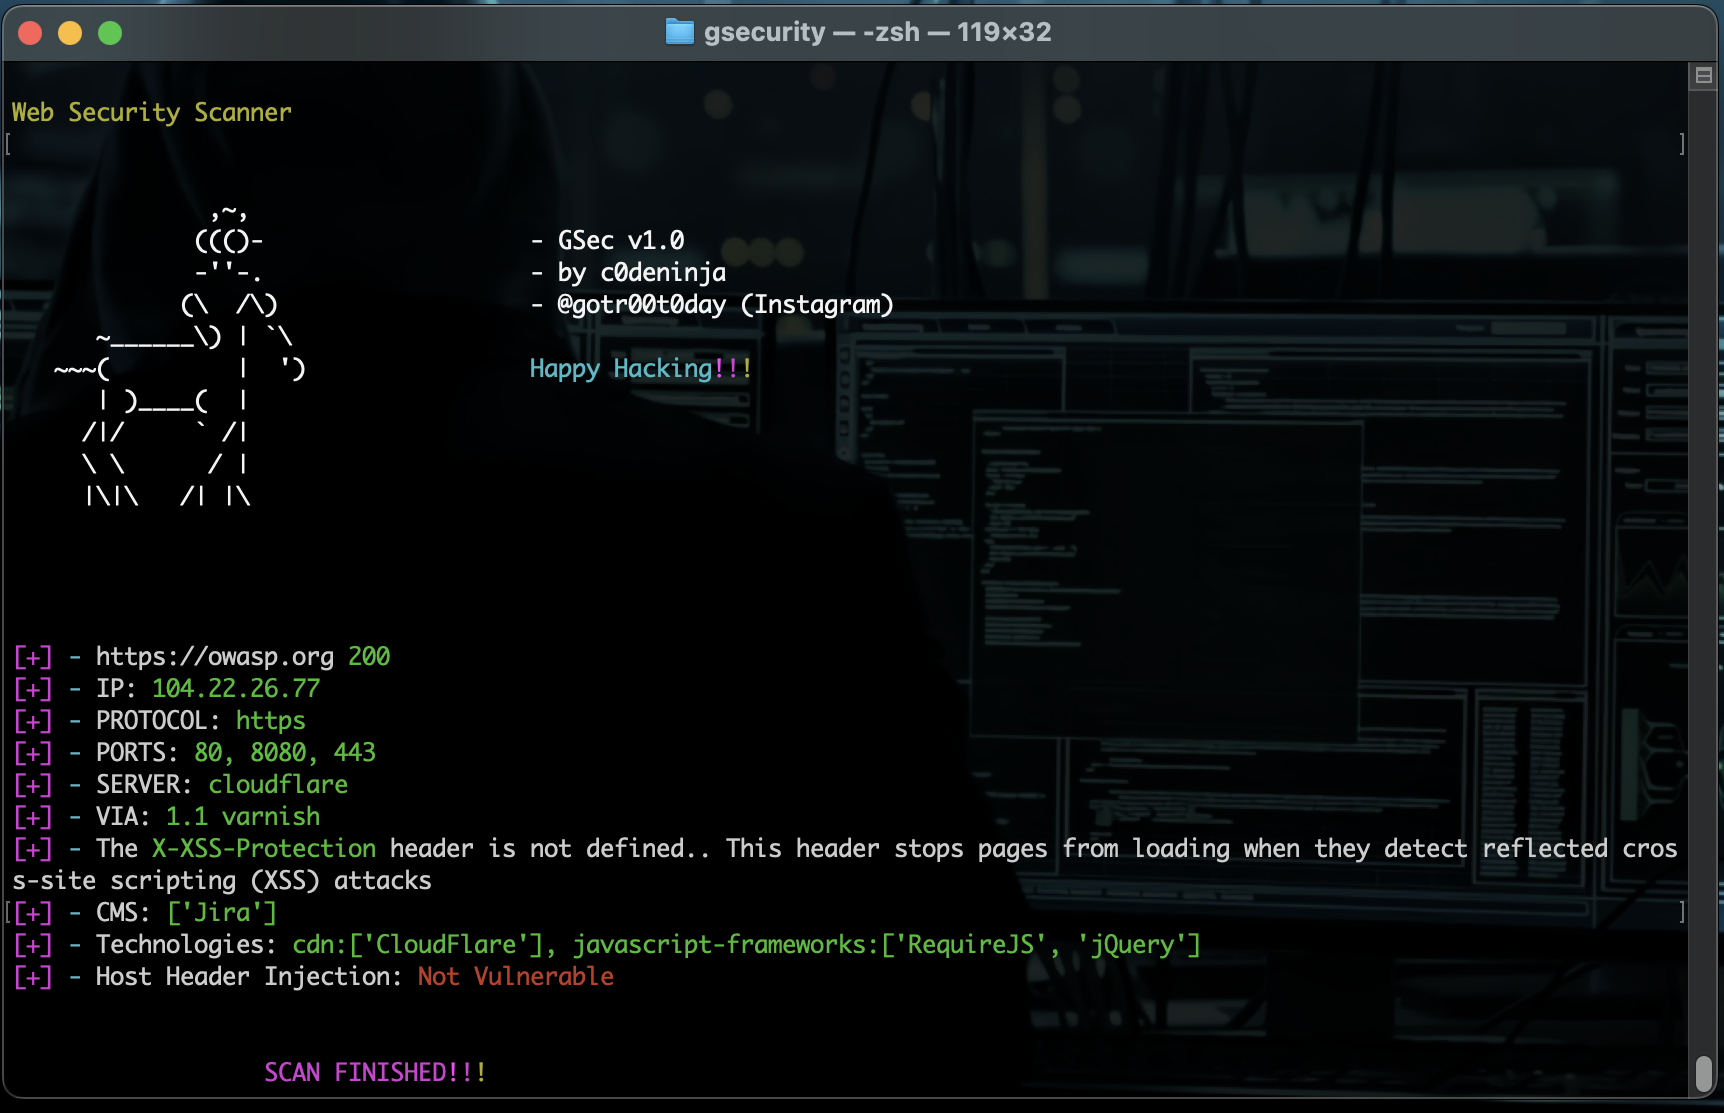 gsecurity — -zsh — 119×32
Web Security Scanner
[ ]
,~,
(((()-
-''-.
(\  /\)
~______\) | `\
~~~(         |  ')
| )____(  |
/|/     ` /|
\ \      / |
|\|\   /| |\
- GSec v1.0
- by c0deninja
- @gotr00t0day (Instagram)
Happy Hacking!!!
[+] - https://owasp.org 200
[+] - IP: 104.22.26.77
[+] - PROTOCOL: https
[+] - PORTS: 80, 8080, 443
[+] - SERVER: cloudflare
[+] - VIA: 1.1 varnish
[+] - The X-XSS-Protection header is not defined.. This header stops pages from loading when they detect reflected cros
s-site scripting (XSS) attacks
[+] - CMS: ['Jira']
[+] - Technologies: cdn:['CloudFlare'], javascript-frameworks:['RequireJS', 'jQuery']
[+] - Host Header Injection: Not Vulnerable
SCAN FINISHED!!!